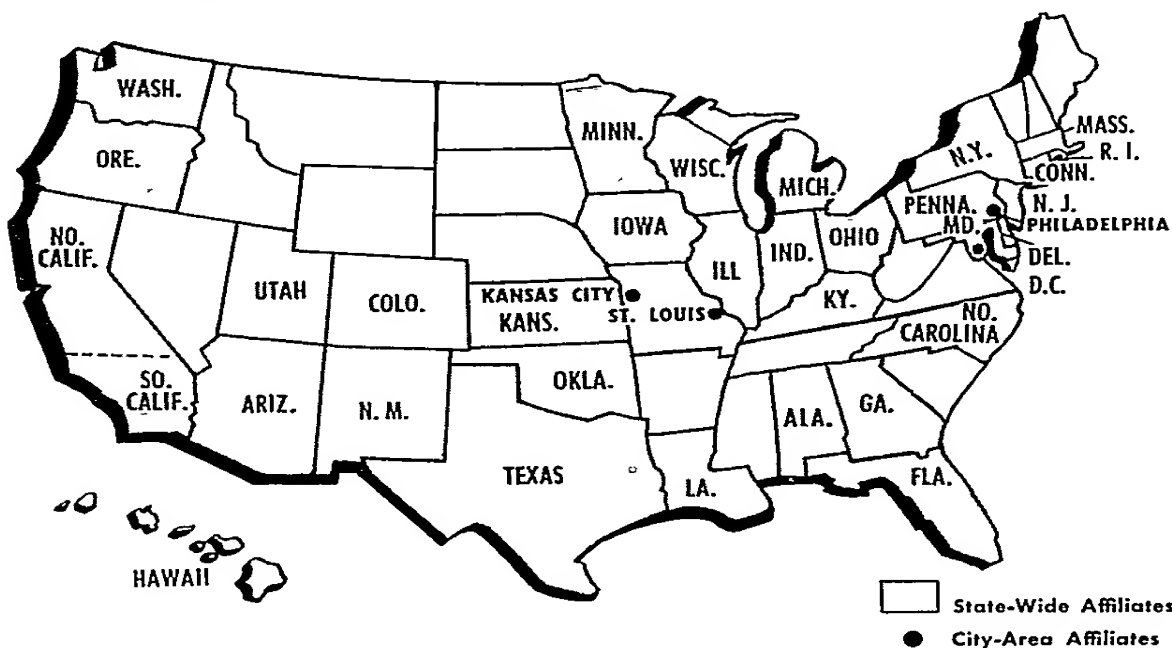 WASH.
ORE.
NO.
CALIF.
SO.
CALIF.
UTAH
ARIZ.
COLO.
N. M.
KANSAS CITY
KANS.
ST. LOUIS
OKLA.
TEXAS
MINN.
IOWA
WISC.
ILL
MICH.
IND.
OHIO
KY.
LA.
ALA.
GA.
FLA.
NO.
CAROLINA
N.Y.
PENNA.
MD.
MASS.
R. I.
CONN.
N. J.
PHILADELPHIA
DEL.
D.C.
HAWAII
State-Wide Affiliates
City-Area Affiliates